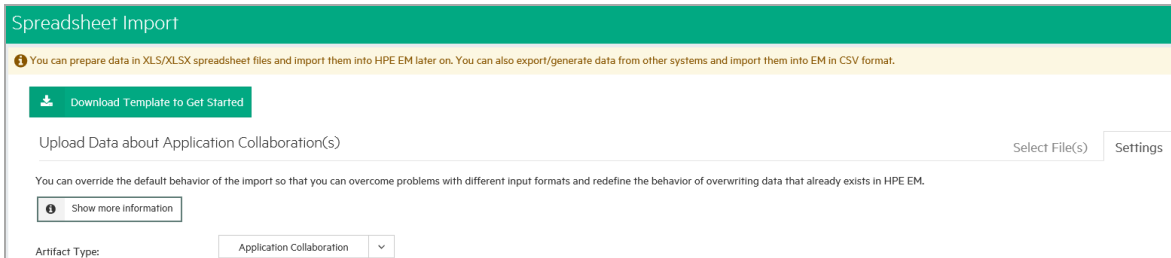 Spreadsheet Import
You can prepare data in XLS/XLSX spreadsheet files and import them into HPE EM later on. You can also export/generate data from other systems and import them into EM in CSV format.
Download Template to Get Started
Upload Data about Application Collaboration(s)
Select File(s)
Settings
You can override the default behavior of the import so that you can overcome problems with different input formats and redefine the behavior of overwriting data that already exists in HPE EM.
Show more information
Artifact Type:
Application Collaboration